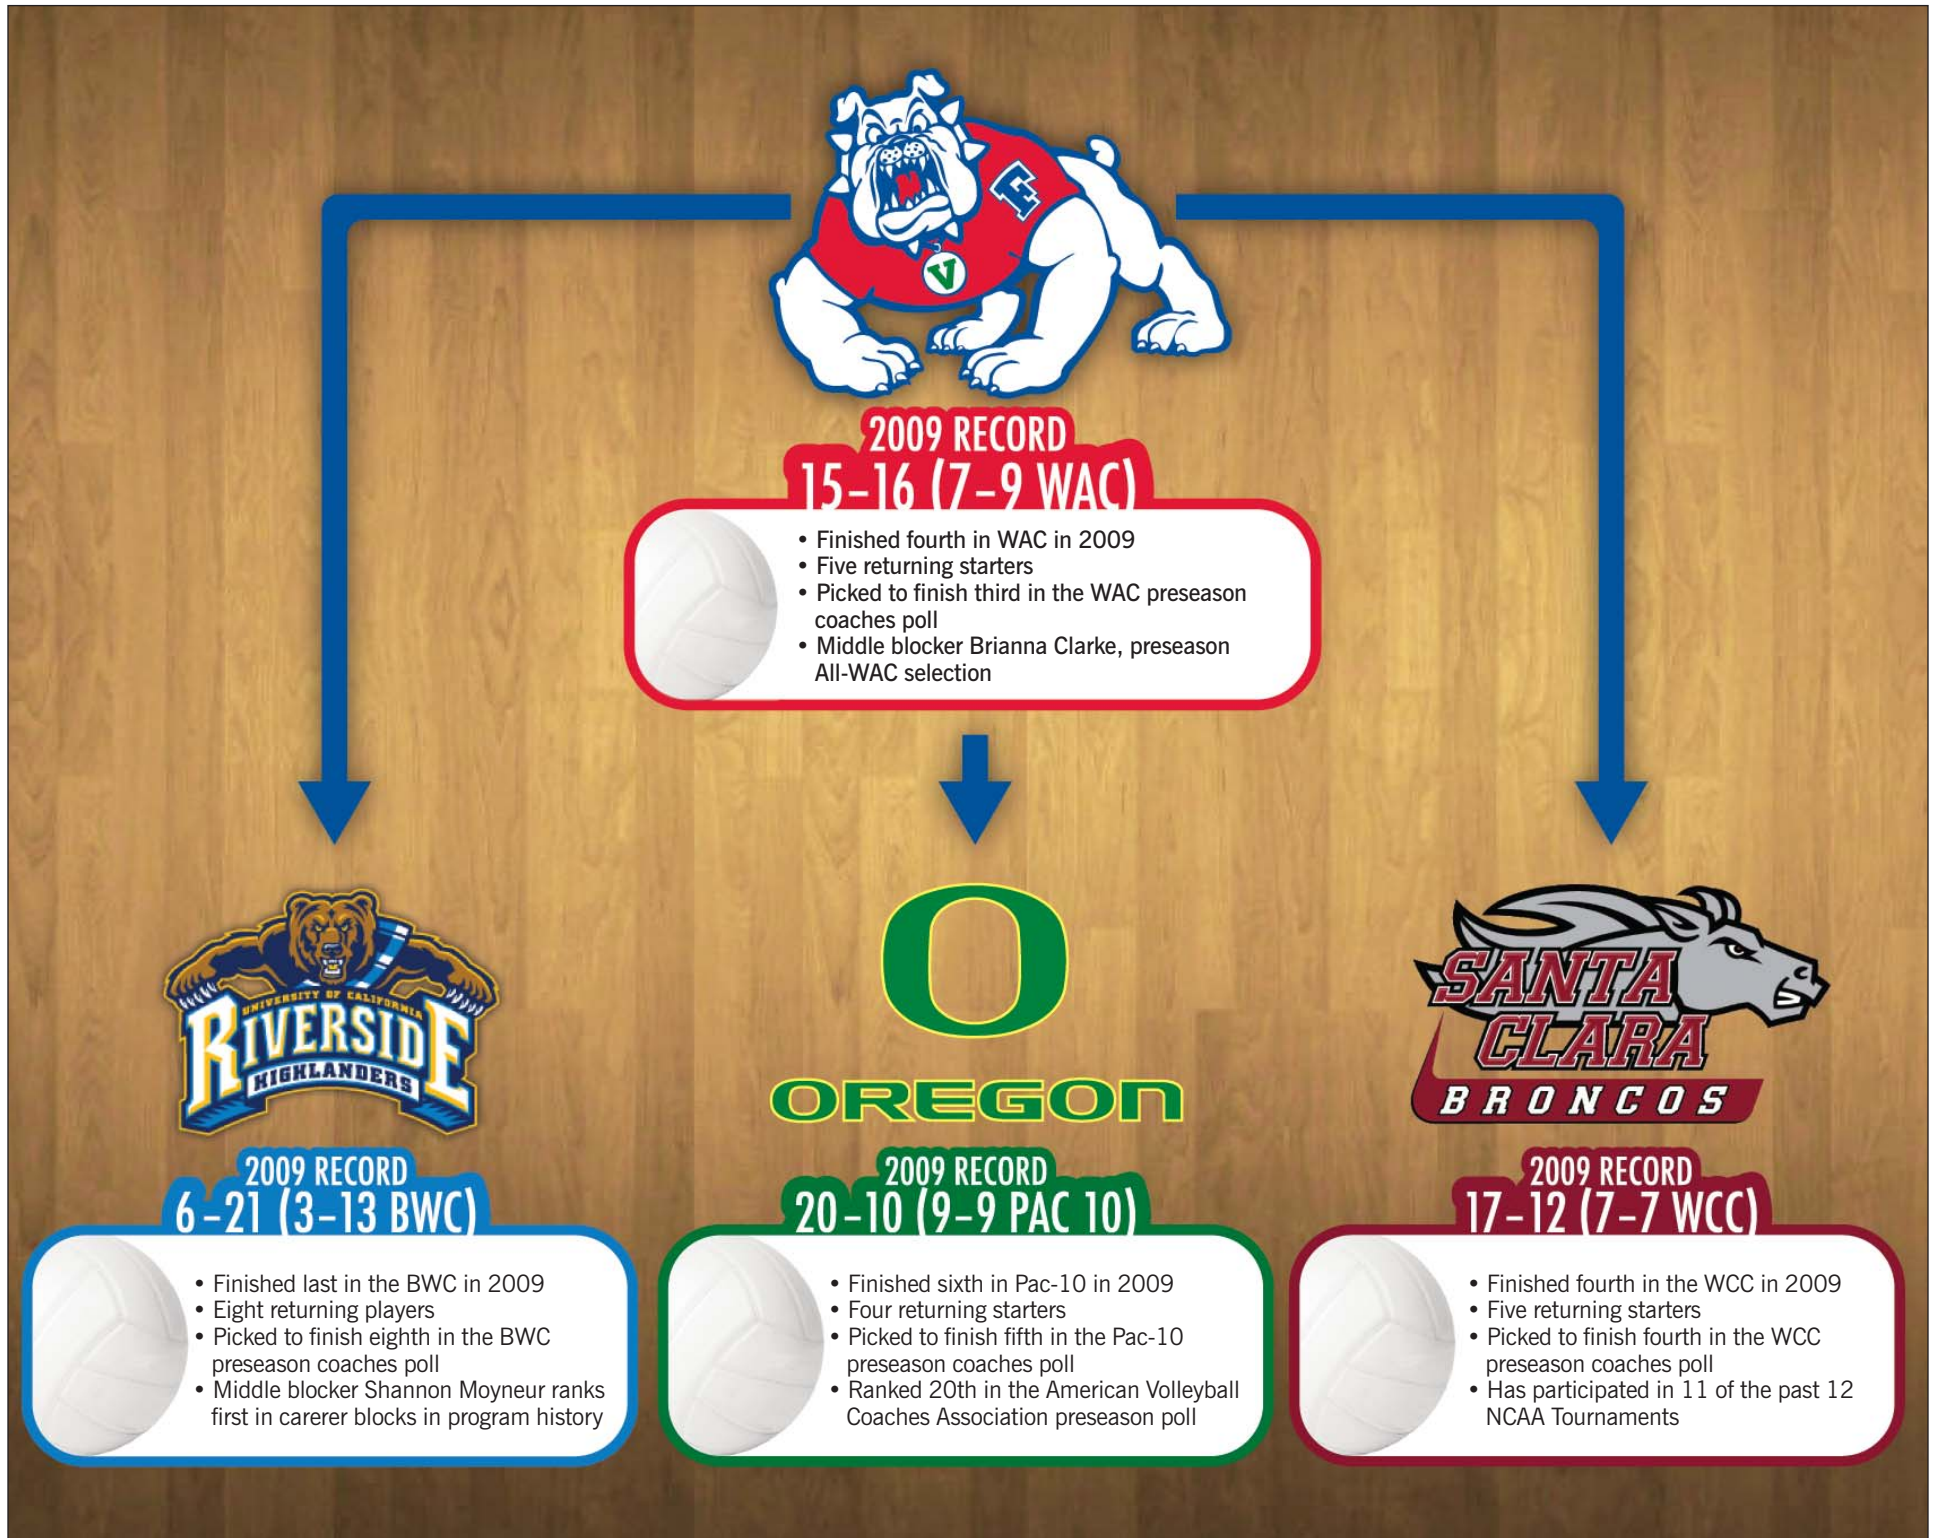 F
V
2009 RECORD
15–16 (7–9 WAC)
• Finished fourth in WAC in 2009
• Five returning starters
• Picked to finish third in the WAC preseason
coaches poll
• Middle blocker Brianna Clarke, preseason
All-WAC selection
UNIVERSITY OF CALIFORNIA
RIVERSIDE
HIGHLANDERS
2009 RECORD
6–21 (3–13 BWC)
• Finished last in the BWC in 2009
• Eight returning players
• Picked to finish eighth in the BWC
preseason coaches poll
• Middle blocker Shannon Moyneur ranks
first in carerer blocks in program history
O
OREGON
2009 RECORD
20–10 (9–9 PAC 10)
• Finished sixth in Pac-10 in 2009
• Four returning starters
• Picked to finish fifth in the Pac-10
preseason coaches poll
• Ranked 20th in the American Volleyball
Coaches Association preseason poll
SANTA
CLARA
BRONCOS
2009 RECORD
17–12 (7–7 WCC)
• Finished fourth in the WCC in 2009
• Five returning starters
• Picked to finish fourth in the WCC
preseason coaches poll
• Has participated in 11 of the past 12
NCAA Tournaments